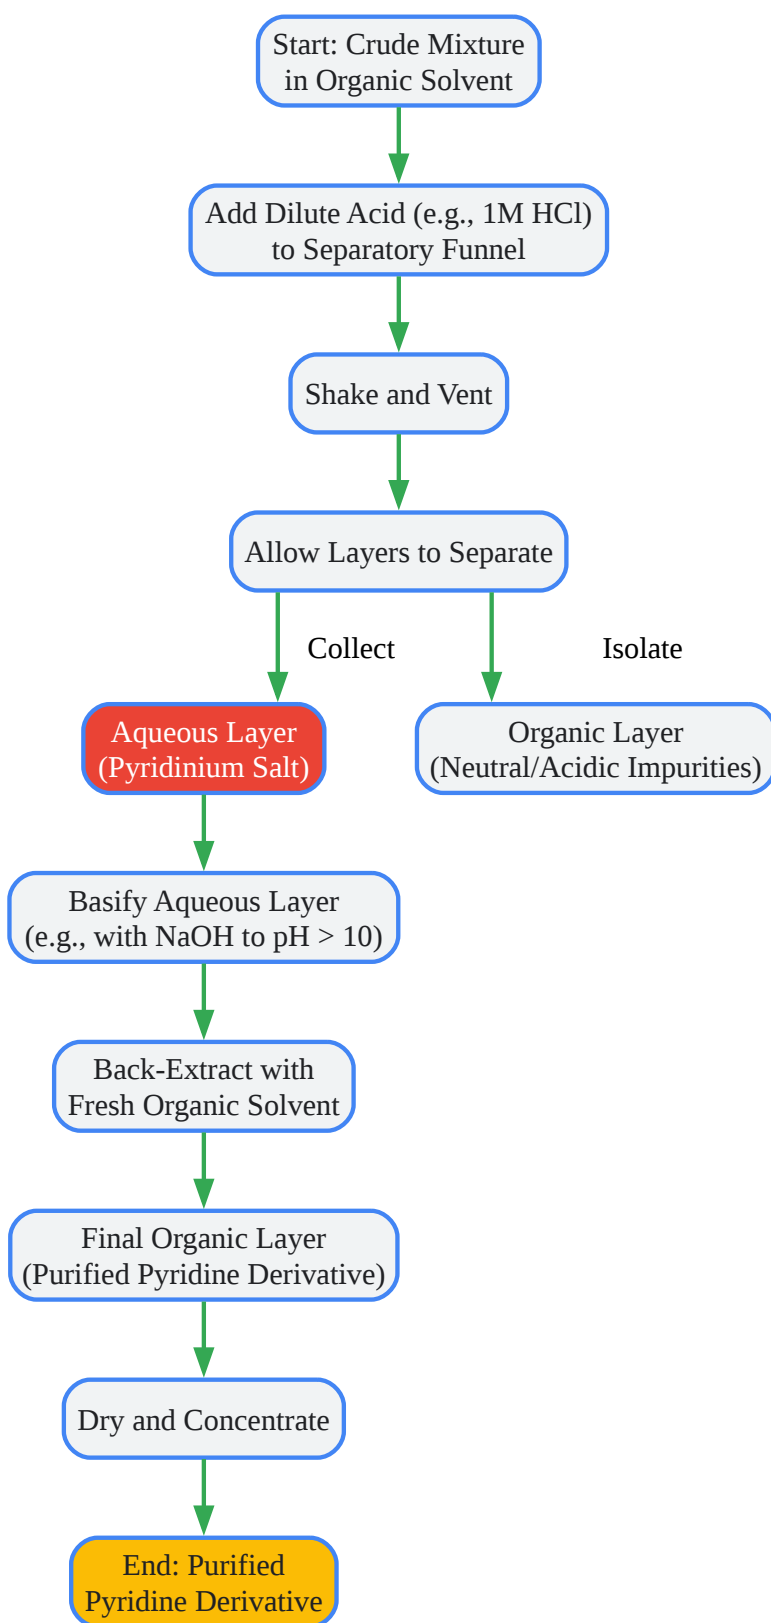 Start: Crude Mixture
in Organic Solvent
Add Dilute Acid (e.g., 1M HCl)
to Separatory Funnel
Shake and Vent
Allow Layers to Separate
Collect
Isolate
Aqueous Layer
(Pyridinium Salt)
Organic Layer
(Neutral/Acidic Impurities)
Basify Aqueous Layer
(e.g., with NaOH to pH > 10)
Back-Extract with
Fresh Organic Solvent
Final Organic Layer
(Purified Pyridine Derivative)
Dry and Concentrate
End: Purified
Pyridine Derivative